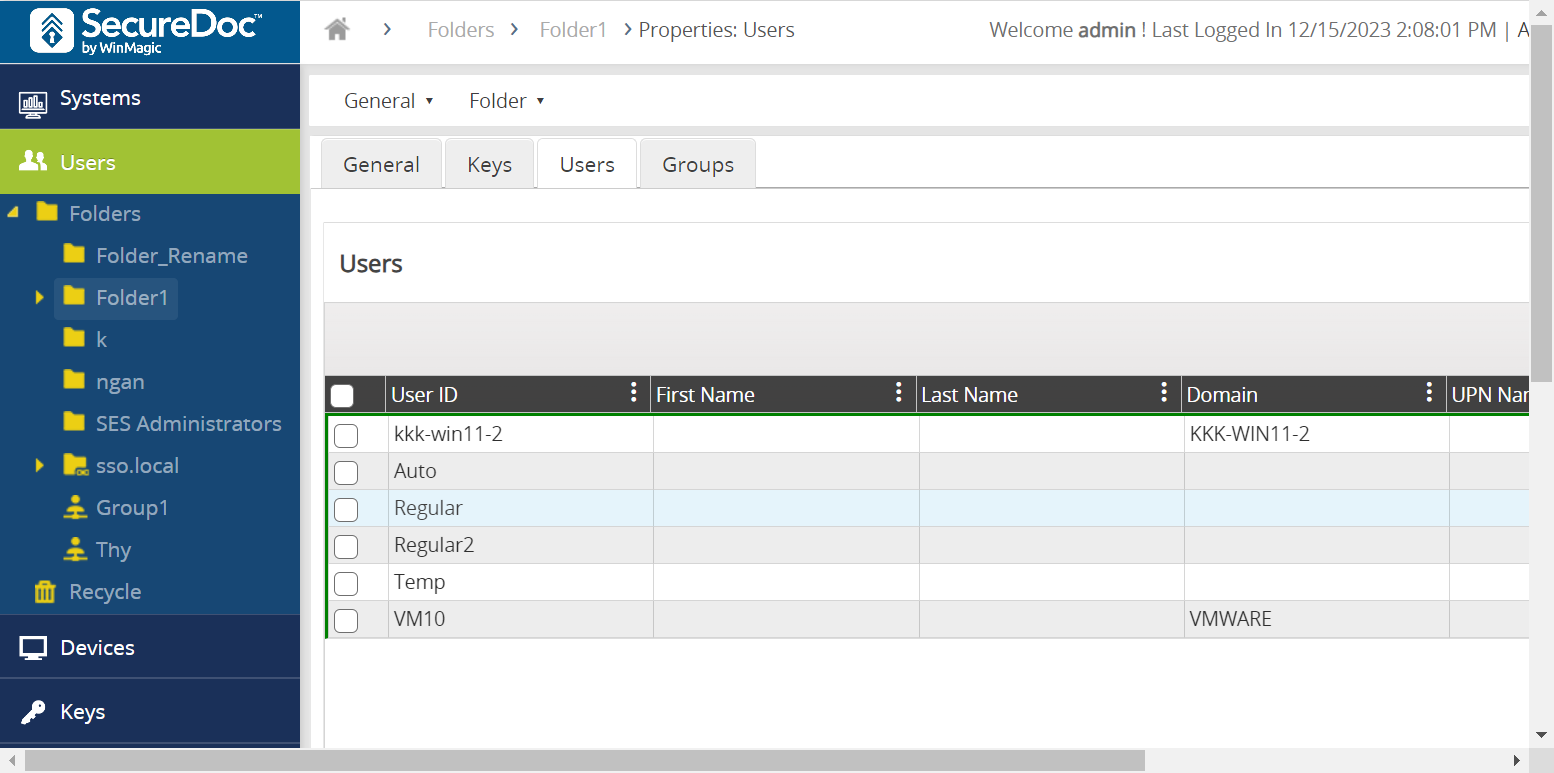 SecureDoc™
by WinMagic
Folders
Folder1
Properties: Users
Welcome admin ! Last Logged In 12/15/2023 2:08:01 PM | A
Systems
General
Folder
Users
General
Keys
Users
Groups
Folders
Folder_Rename
Folder1
k
ngan
SES Administrators
sso.local
Group1
Thy
Recycle
Devices
Keys
Users
User ID
First Name
Last Name
Domain
UPN Nar
kkk-win11-2
KKK-WIN11-2
Auto
Regular
Regular2
Temp
VM10
VMWARE